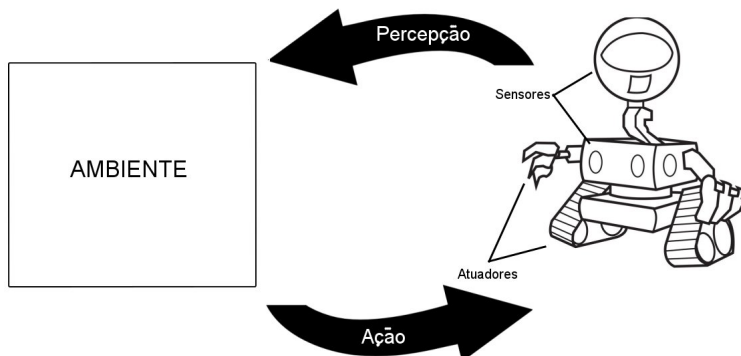 Percepção
Sensores
AMBIENTE
Atuadores
Ação